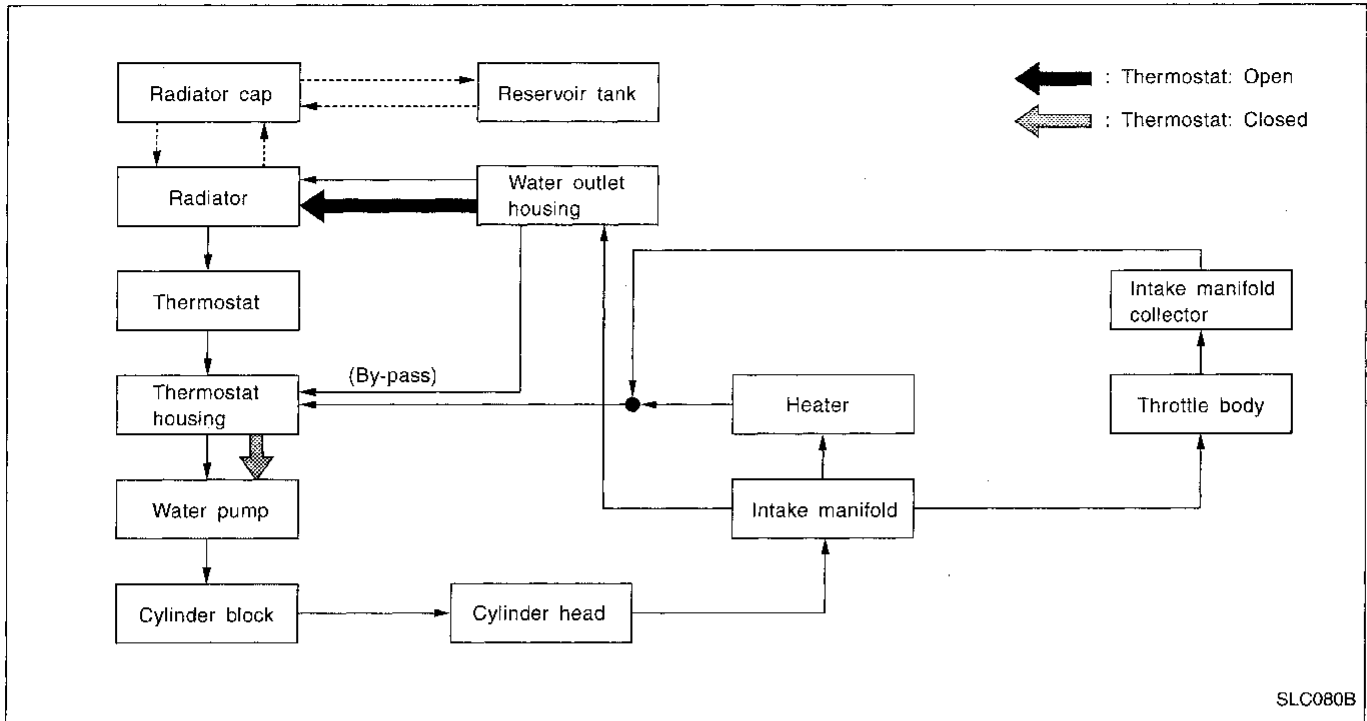 Radiator cap
Reservoir tank
: Thermostat: Open
: Thermostat: Closed
Radiator
Water outlet
housing
Thermostat
Intake manifold
collector
(By-pass)
Thermostat
housing
Heater
Throttle body
Water pump
Intake manifold
Cylinder block
Cylinder head
SLC080B